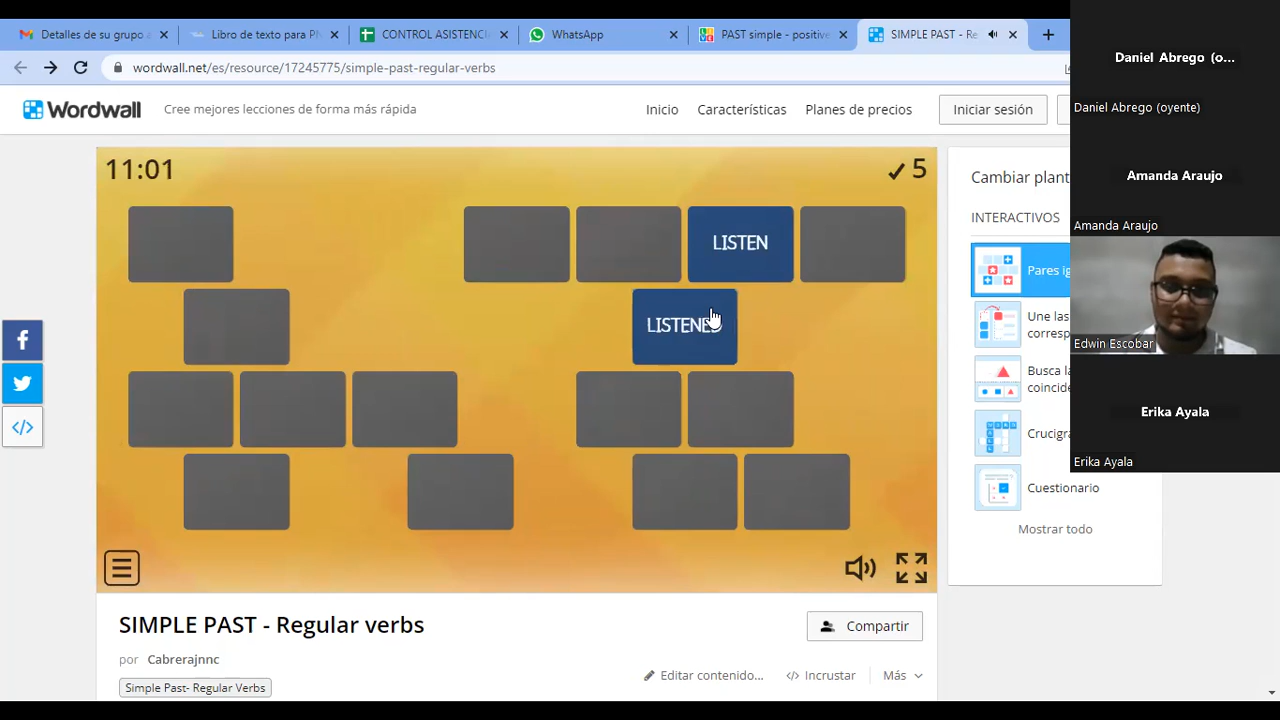 Detalles de su grupo
Libro de texto para
CONTROL ASISTENCI
WhatsApp
PAST simple - positive
SIMPLE PAST - Re
wordwall.net/es/resource/17245775/simple-past-regular-verbs
Wordwall
Cree mejores lecciones de forma más rápida
Inicio
Características
Planes de precios
Iniciar sesión
11:01
5
LISTEN
LISTENED
Cambiar plant
INTERACTIVOS
Pares ig
Une las
corresp
Busca la
coincide
Crucigra
Cuestionario
Mostrar todo
Daniel Abrego (o...
Daniel Abrego (oyente)
Amanda Araujo
Amanda Araujo
Edwin Escobar
Erika Ayala
Erika Ayala
SIMPLE PAST - Regular verbs
Compartir
por Cabrerajnnc
Editar contenido...
Incrustar
Más
Simple Past- Regular Verbs